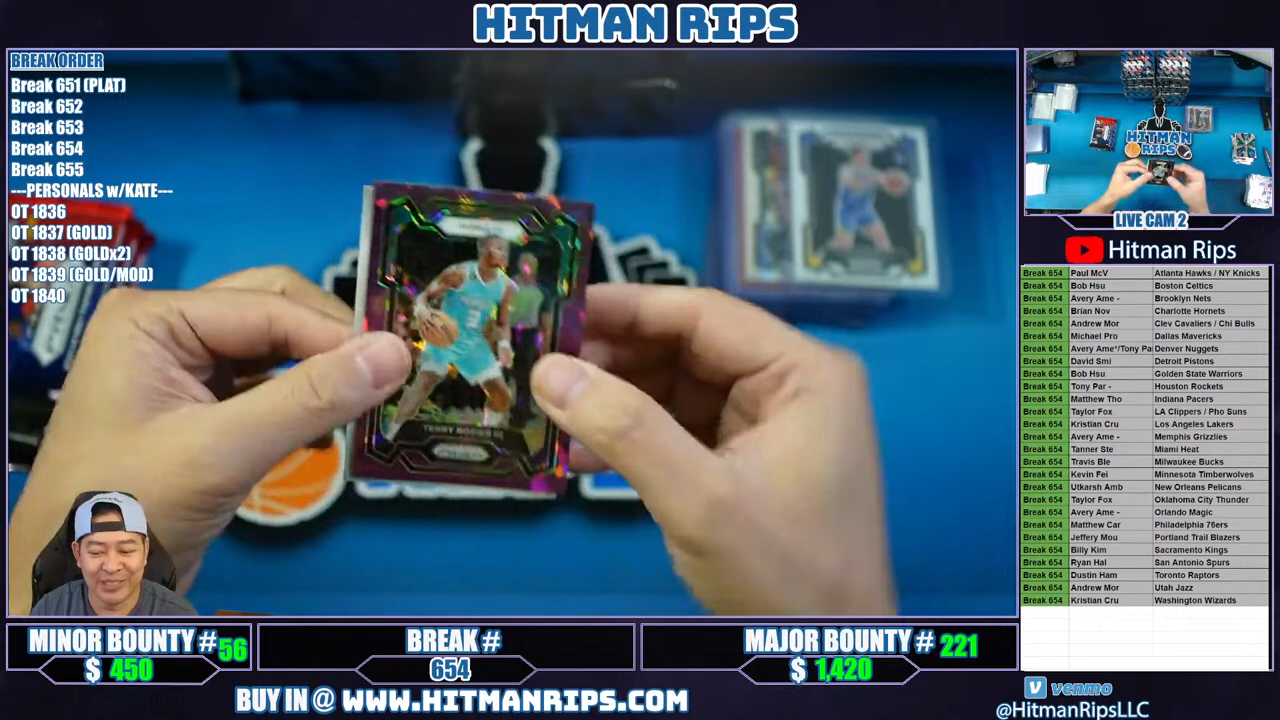 HITMAN RIPS
BREAK ORDER
Break 651 (PLAT)
Break 652
Break 653
Break 654
Break 655
---PERSONALS w/KATE---
OT 1836
OT 1837 (GOLD)
OT 1838 (GOLDx2)
OT 1839 (GOLD/MOD)
OT 1840
TERRY ROZIER III
HITMAN
RIPS
LIVE CAM 2
Hitman Rips
Break 654 Paul McV Atlanta Hawks / NY Knicks
Break 654 Bob Hsu Boston Celtics
Break 654 Avery Ame - Brooklyn Nets
Break 654 Brian Nov Charlotte Hornets
Break 654 Andrew Mor Clev Cavaliers / Chi Bulls
Break 654 Michael Pro Dallas Mavericks
Break 654 Avery Ame*/Tony Pa Denver Nuggets
Break 654 David Smi Detroit Pistons
Break 654 Bob Hsu Golden State Warriors
Break 654 Tony Par - Houston Rockets
Break 654 Matthew Tho Indiana Pacers
Break 654 Taylor Fox LA Clippers / Pho Suns
Break 654 Kristian Cru Los Angeles Lakers
Break 654 Avery Ame - Memphis Grizzlies
Break 654 Tanner Ste Miami Heat
Break 654 Travis Ble Milwaukee Bucks
Break 654 Kevin Fei Minnesota Timberwolves
Break 654 Utkarsh Amb New Orleans Pelicans
Break 654 Taylor Fox Oklahoma City Thunder
Break 654 Avery Ame - Orlando Magic
Break 654 Matthew Car Philadelphia 76ers
Break 654 Jeffery Mou Portland Trail Blazers
Break 654 Billy Kim Sacramento Kings
Break 654 Ryan Hal San Antonio Spurs
Break 654 Dustin Ham Toronto Raptors
Break 654 Andrew Mor Utah Jazz
Break 654 Kristian Cru Washington Wizards
MINOR BOUNTY # 56
$ 450
BREAK #
654
MAJOR BOUNTY # 221
$ 1,420
BUY IN @ WWW.HITMANRIPS.COM
venmo
@HitmanRipsLLC